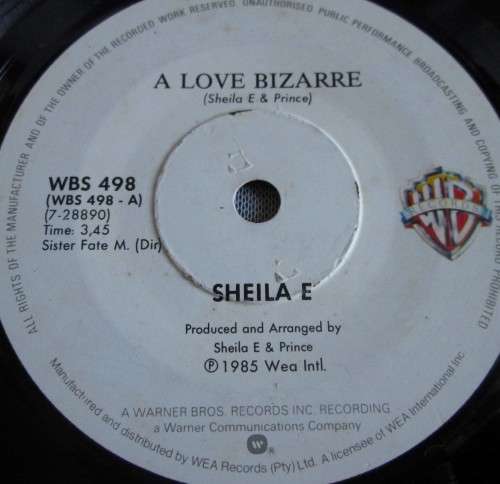 ALL RIGHTS OF THE MANUFACTURER AND OF THE OWNER OF THE RECORDED WORK RESERVED. UNAUTHORISED PUBLIC PERFORMANCE BROADCASTING AND COPYING PROHIBITED
A LOVE BIZARRE
(Sheila E & Prince)
WBS 498
(WBS 498 - A)
(7-28890)
Time: 3,45
Sister Fate M. (Dir)
WB
RECORDS
SHEILA E
Produced and Arranged by
Sheila E & Prince
Ⓟ 1985 Wea Intl.
A WARNER BROS. RECORDS INC. RECORDING
a Warner Communications Company
®
Manufactured and distributed by WEA Records (Pty) Ltd. A licensee of WEA International Inc